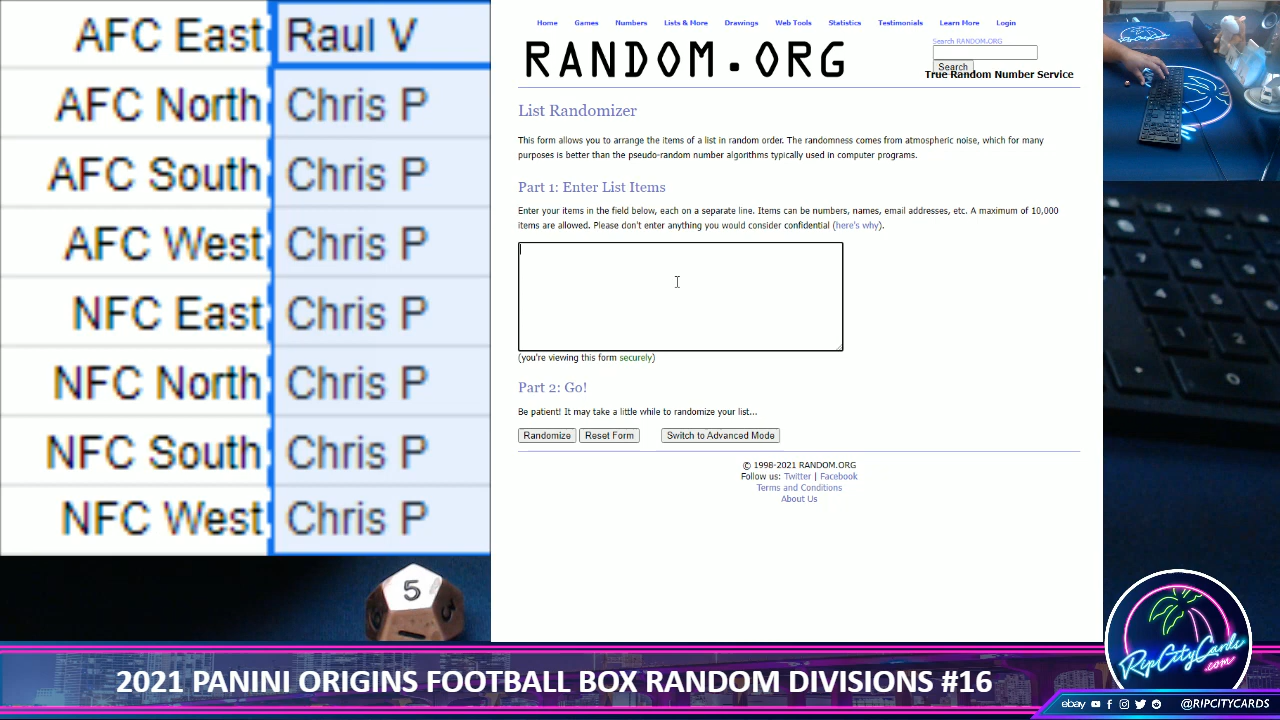 AFC East Raul V
AFC North Chris P
AFC South Chris P
AFC West Chris P
NFC East Chris P
NFC North Chris P
NFC South Chris P
NFC West Chris P
5
Home Games Numbers Lists & More Drawings Web Tools Statistics Testimonials Learn More Login
RANDOM.ORG
Search RANDOM.ORG
Search
True Random Number Service
List Randomizer
This form allows you to arrange the items of a list in random order. The randomness comes from atmospheric noise, which for many
purposes is better than the pseudo-random number algorithms typically used in computer programs.
Part 1: Enter List Items
Enter your items in the field below, each on a separate line. Items can be numbers, names, email addresses, etc. A maximum of 10,000
items are allowed. Please don't enter anything you would consider confidential (here's why).
(you're viewing this form securely)
Part 2: Go!
Be patient! It may take a little while to randomize your list...
Randomize Reset Form Switch to Advanced Mode
© 1998-2021 RANDOM.ORG
Follow us: Twitter | Facebook
Terms and Conditions
About Us
RipCityCards
.com
2021 PANINI ORIGINS FOOTBALL BOX RANDOM DIVISIONS #16
ebay @RIPCITYCARDS